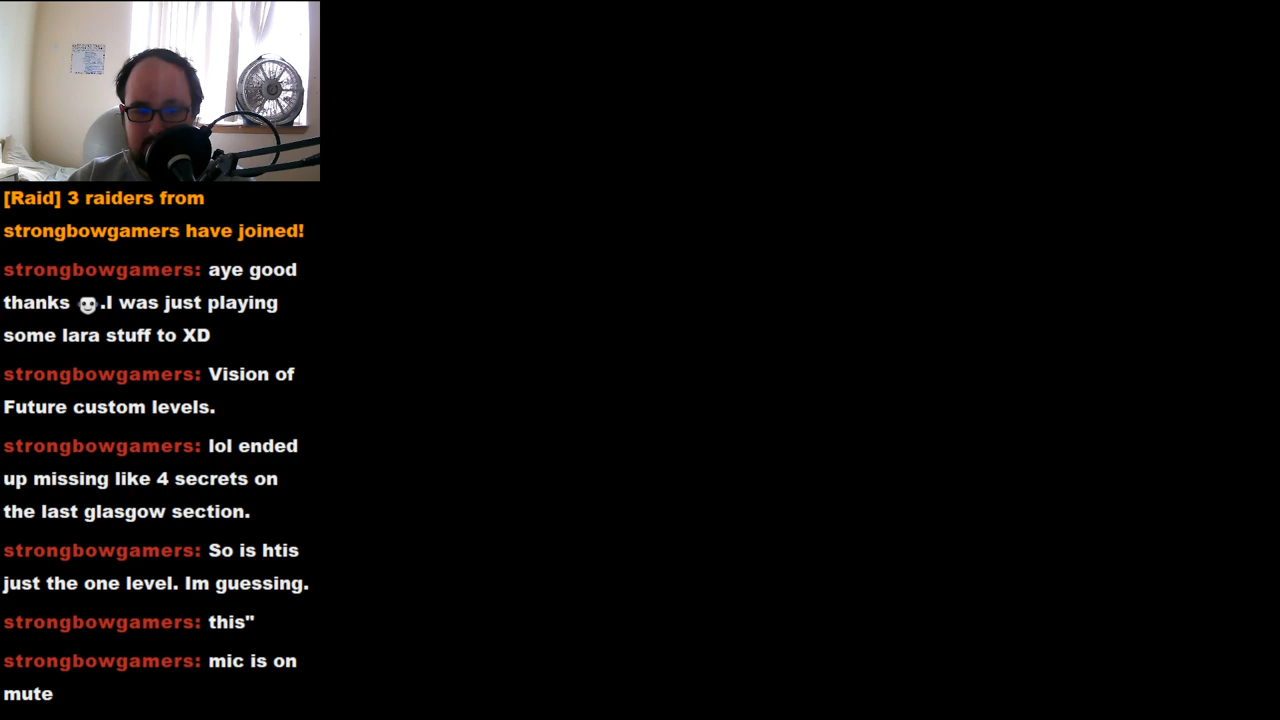 [Raid] 3 raiders from
strongbowgamers have joined!
strongbowgamers: aye good
thanks .I was just playing
some lara stuff to XD
strongbowgamers: Vision of
Future custom levels.
strongbowgamers: lol ended
up missing like 4 secrets on
the last glasgow section.
strongbowgamers: So is htis
just the one level. Im guessing.
strongbowgamers: this"
strongbowgamers: mic is on
mute